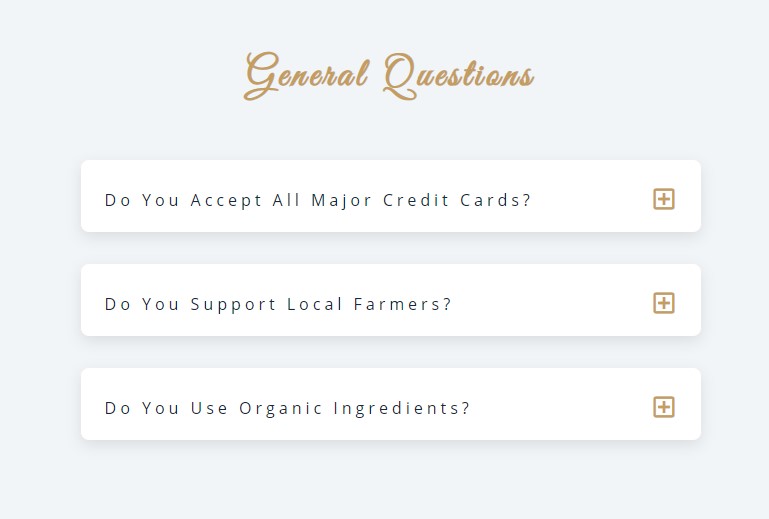 General Questions
Do You Accept All Major Credit Cards?
Do You Support Local Farmers?
Do You Use Organic Ingredients?